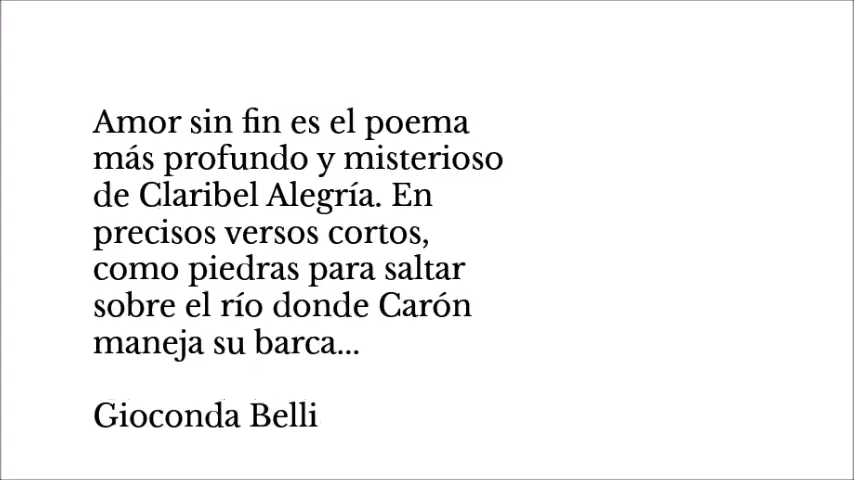 Amor sin fin es el poema
más profundo y misterioso
de Claribel Alegría. En
precisos versos cortos,
como piedras para saltar
sobre el río donde Carón
maneja su barca...
Gioconda Belli